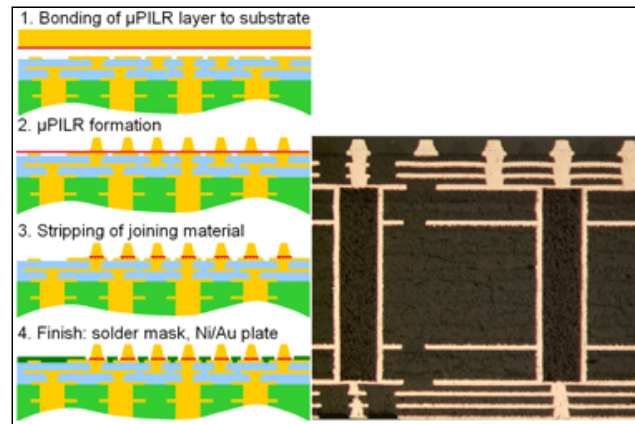 1. Bonding of µPILR layer to substrate
2. µPILR formation
3. Stripping of joining material
4. Finish: solder mask, Ni/Au plate